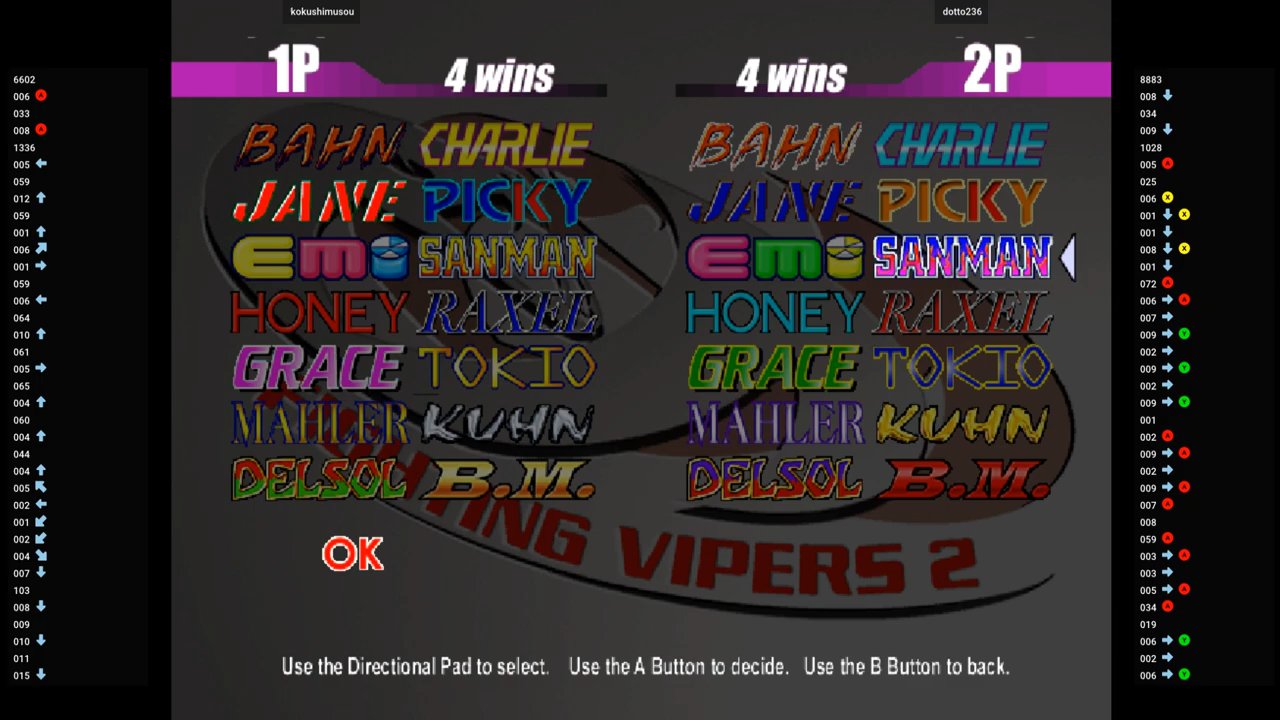 kokushimusou
dotto236
1P 4 wins
4 wins 2P
BAHN CHARLIE
JANE PICKY
EMI SANMAN
HONEY RAXEL
GRACE TOKIO
MAHLER KUHN
DELSOL B.M.
OK
BAHN CHARLIE
JANE PICKY
EMI SANMAN
HONEY RAXEL
GRACE TOKIO
MAHLER KUHN
DELSOL B.M.
FIGHTING VIPERS 2
Use the Directional Pad to select. Use the A Button to decide. Use the B Button to back.
6602
006 A
033
008 A
1336
005
059
012
059
001
006
001
059
006
064
010
061
005
065
004
060
004
044
004
005
002
001
002
004
007
103
008
009
010
011
015
8883
008
034
009
1028
005 A
025
006 X
001 X
001
008 X
001
072 A
006 A
007
009 Y
002
009 Y
002
009 Y
001
002 A
009 A
002
009 A
007 A
008
059 A
003 A
003
005 A
034 A
019
006 Y
002
006 Y